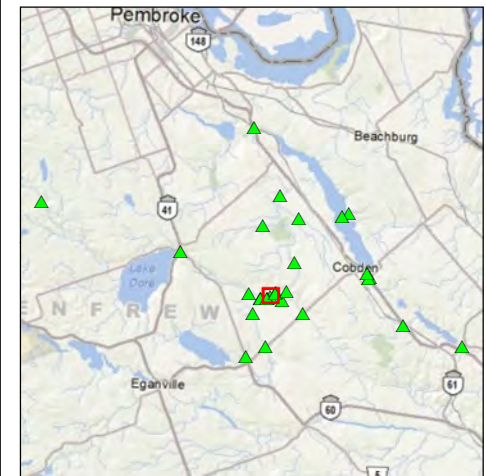 Pembroke
148
Beachburg
41
Lake
Dore
Cobden
E N F R E W
Eganville
60
61
5